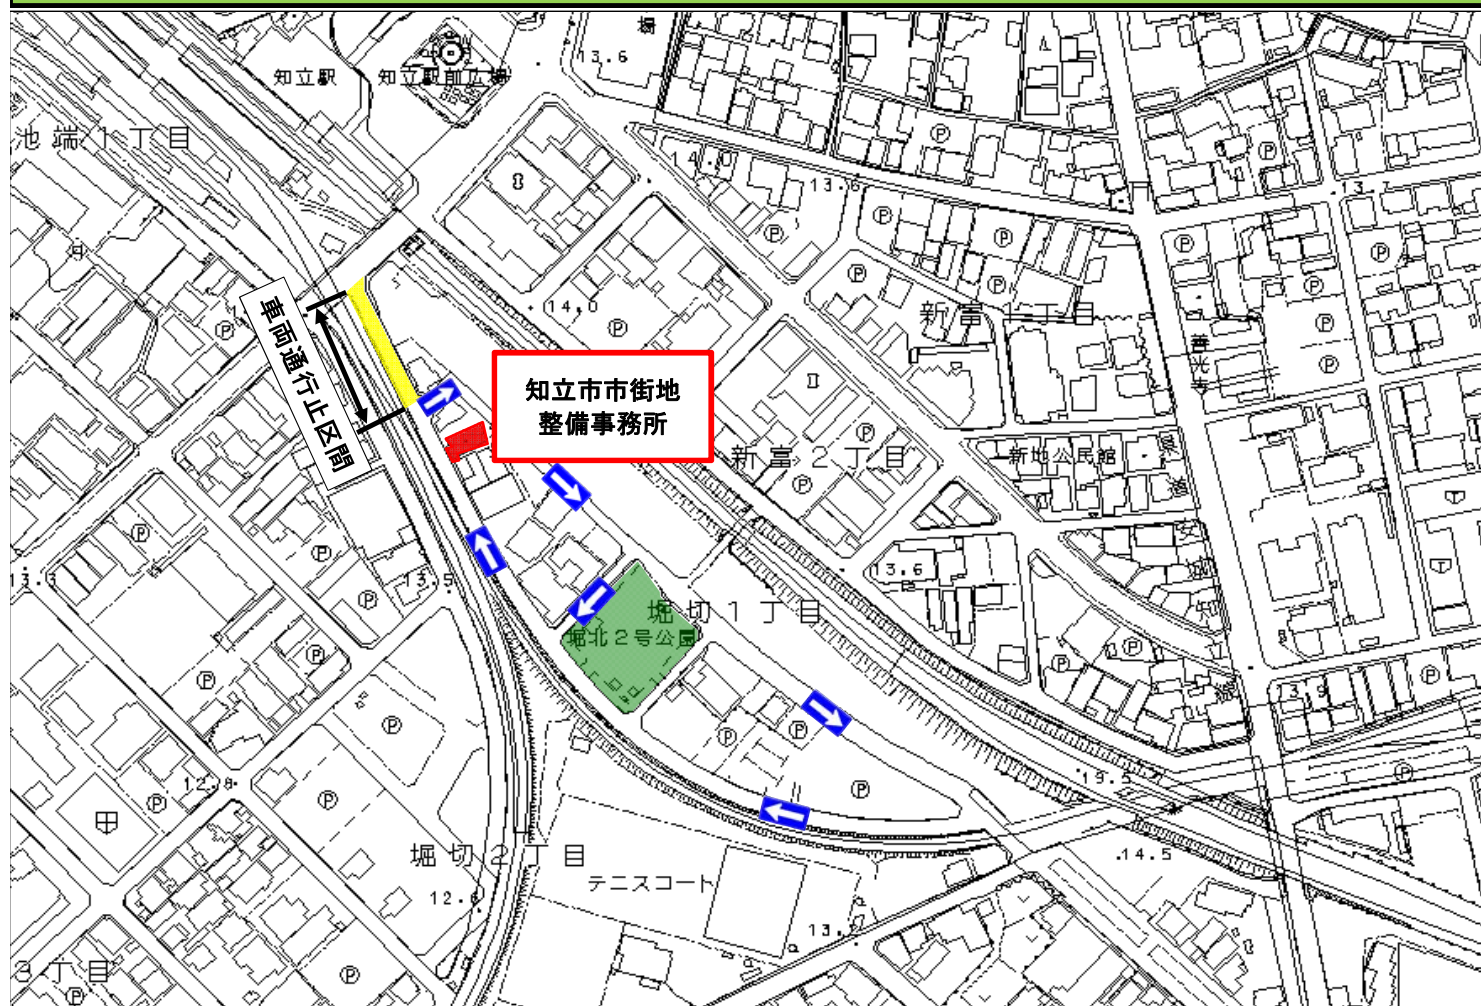 知立駅
知立駅前広場
13.6
池端1丁目
14.0
13.6
14.0
新富
丁目
善光寺
車両通行止区間
知立市市街地
整備事務所
新富2丁目
新地公民館
13.3
13.5
13.6
堀切1丁目
堀北2号公園
13.9
12.8
19.5
堀切2丁目
14.5
テニスコート
12.6
3丁目